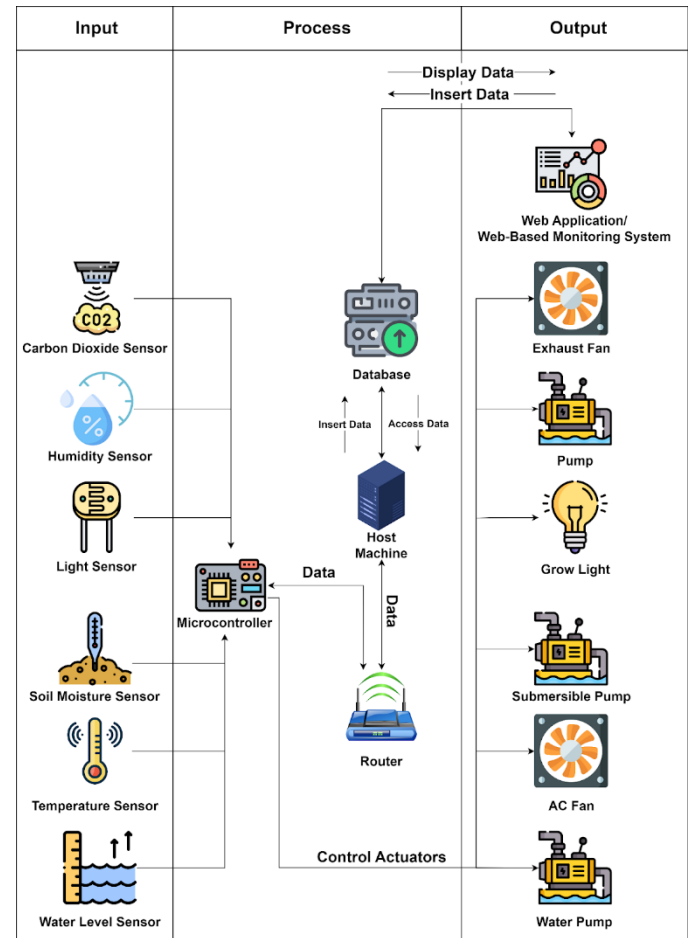 Input
Process
Output
Display Data
Insert Data
Web Application/
Web-Based Monitoring System
CO2
Carbon Dioxide Sensor
Database
Exhaust Fan
%
Humidity Sensor
Insert Data
Access Data
Pump
Light Sensor
Host
Machine
Grow Light
Data
Microcontroller
Data
Soil Moisture Sensor
Submersible Pump
Router
Temperature Sensor
AC Fan
Control Actuators
Water Level Sensor
Water Pump